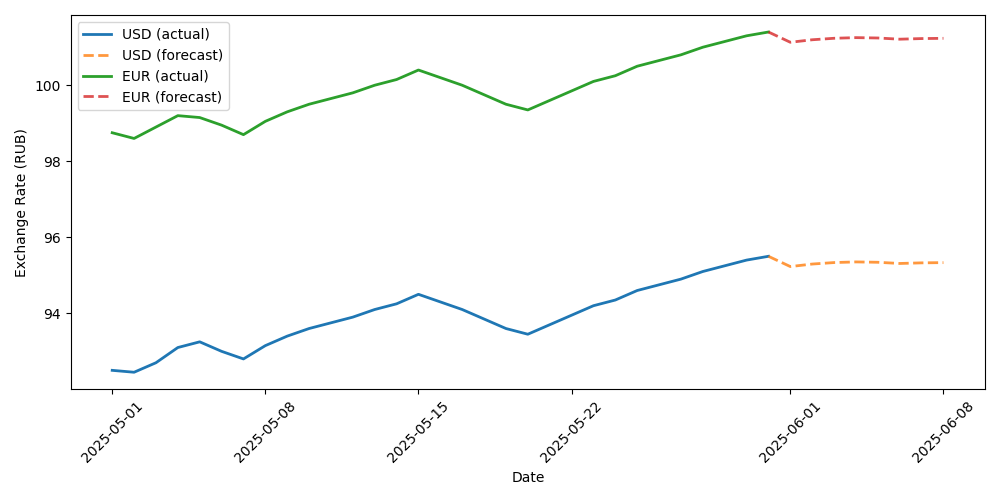 USD (actual)
USD (forecast)
EUR (actual)
EUR (forecast)
Exchange Rate (RUB)
100
98
96
94
2025-05-01
2025-05-08
2025-05-15
2025-05-22
2025-06-01
2025-06-08
Date